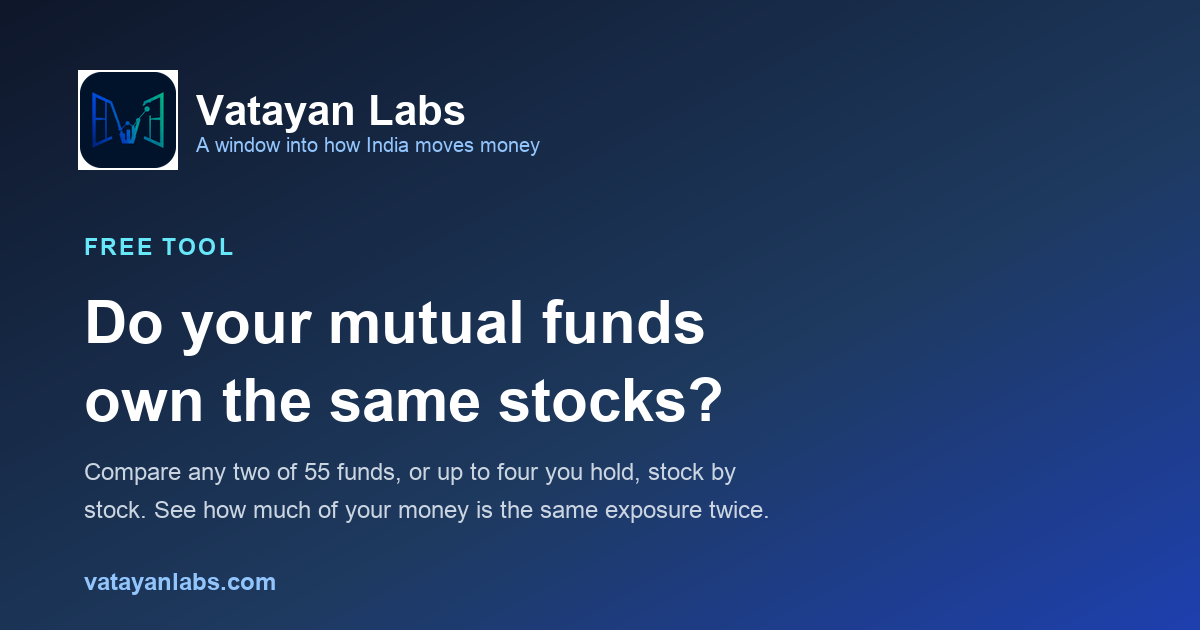 Vatayan Labs
A window into how India moves money
FREE TOOL
Do your mutual funds
own the same stocks?
Compare any two of 55 funds, or up to four you hold, stock by
stock. See how much of your money is the same exposure twice.
vatayanlabs.com